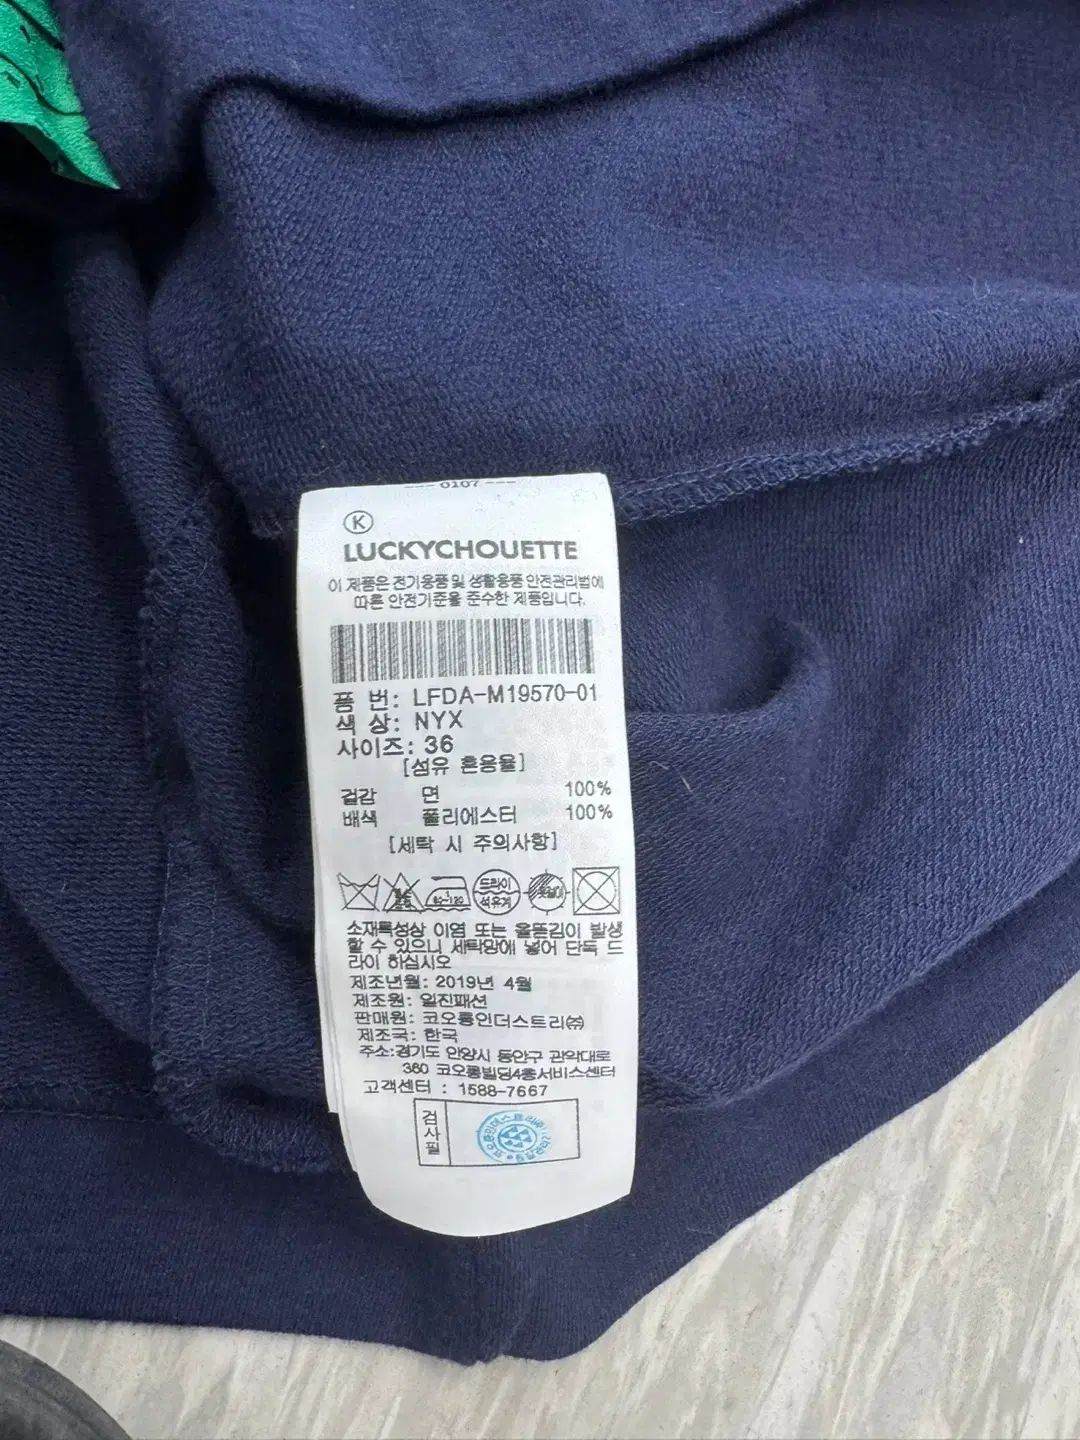 --- 0107 ---
K
LUCKYCHOUETTE
이 제품은 전기용품 및 생활용품 안전관리법에
따른 안전기준을 준수한 제품입니다.
품 번: LFDA-M19570-01
색 상: NYX
사이즈: 36
[섬유 혼용율]
겉감 면 100%
배색 폴리에스터 100%
[세탁 시 주의사항]
80~120 드라이 석유계
소재특성상 이염 또는 올뜯김이 발생
할 수 있으니 세탁망에 넣어 단독 드
라이 하십시오
제조년월: 2019년 4월
제조원: 일진패션
판매원: 코오롱인더스트리㈜
제조국: 한국
주소:경기도 안양시 동안구 관악대로
360 코오롱빌딩4층서비스센터
고객센터 : 1588-7667
검사필